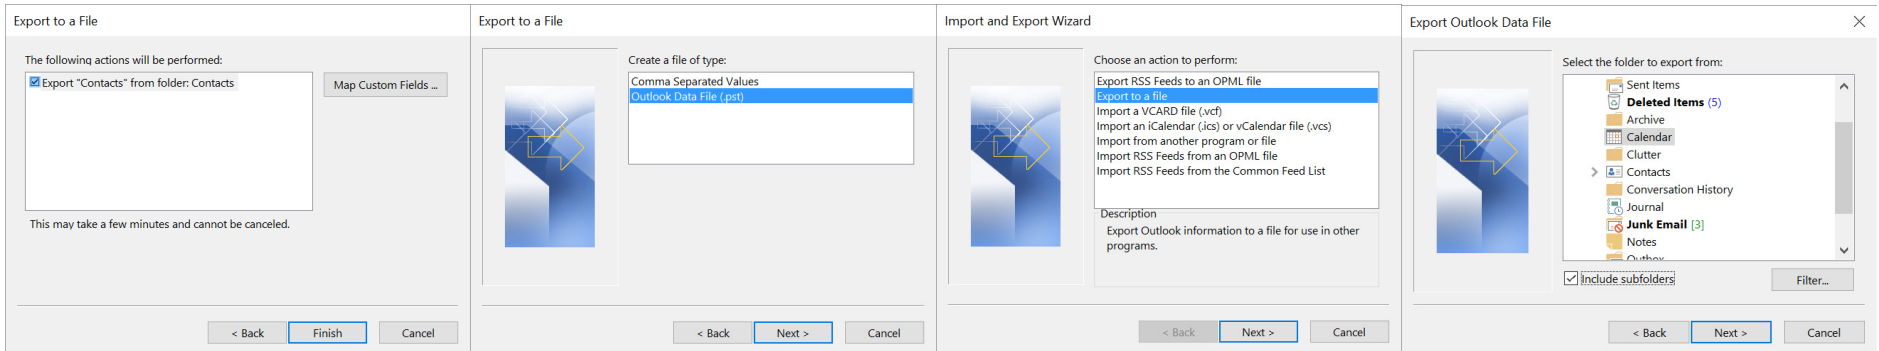 Export to a File
The following actions will be performed:
Export "Contacts" from folder: Contacts
Map Custom Fields ...
This may take a few minutes and cannot be canceled.
< Back
Finish
Cancel
Export to a File
Create a file of type:
Comma Separated Values
Outlook Data File (.pst)
< Back
Next >
Cancel
Import and Export Wizard
Choose an action to perform:
Export RSS Feeds to an OPML file
Export to a file
Import a VCARD file (.vcf)
Import an iCalendar (.ics) or vCalendar file (.vcs)
Import from another program or file
Import RSS Feeds from an OPML file
Import RSS Feeds from the Common Feed List
Description
Export Outlook information to a file for use in other
programs.
< Back
Next >
Cancel
Export Outlook Data File
Select the folder to export from:
Sent Items
Deleted Items (5)
Archive
Calendar
Clutter
Contacts
Conversation History
Journal
Junk Email [3]
Notes
Outbox
Include subfolders
Filter...
< Back
Next >
Cancel